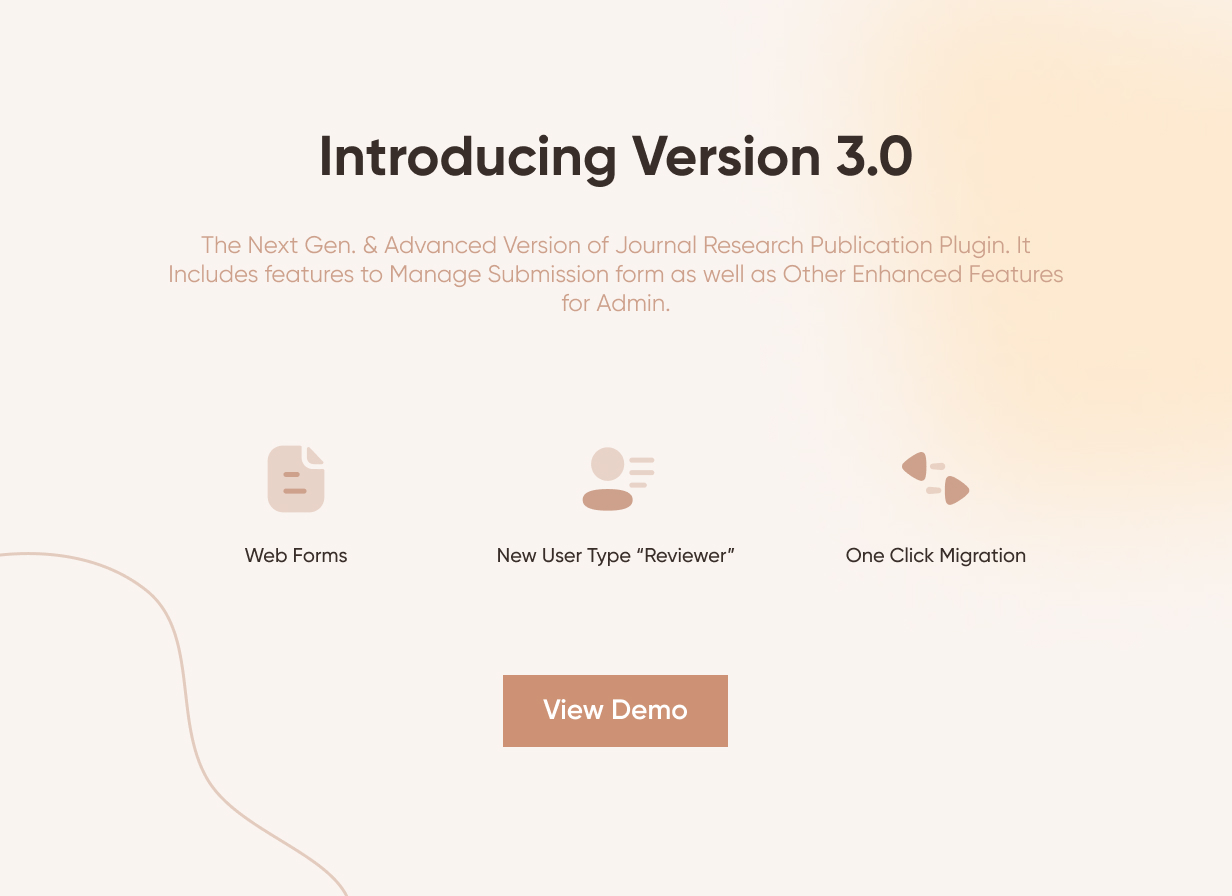 Introducing Version 3.0
The Next Gen. & Advanced Version of Journal Research Publication Plugin. It
Includes features to Manage Submission form as well as Other Enhanced Features
for Admin.
Web Forms
New User Type “Reviewer”
One Click Migration
View Demo